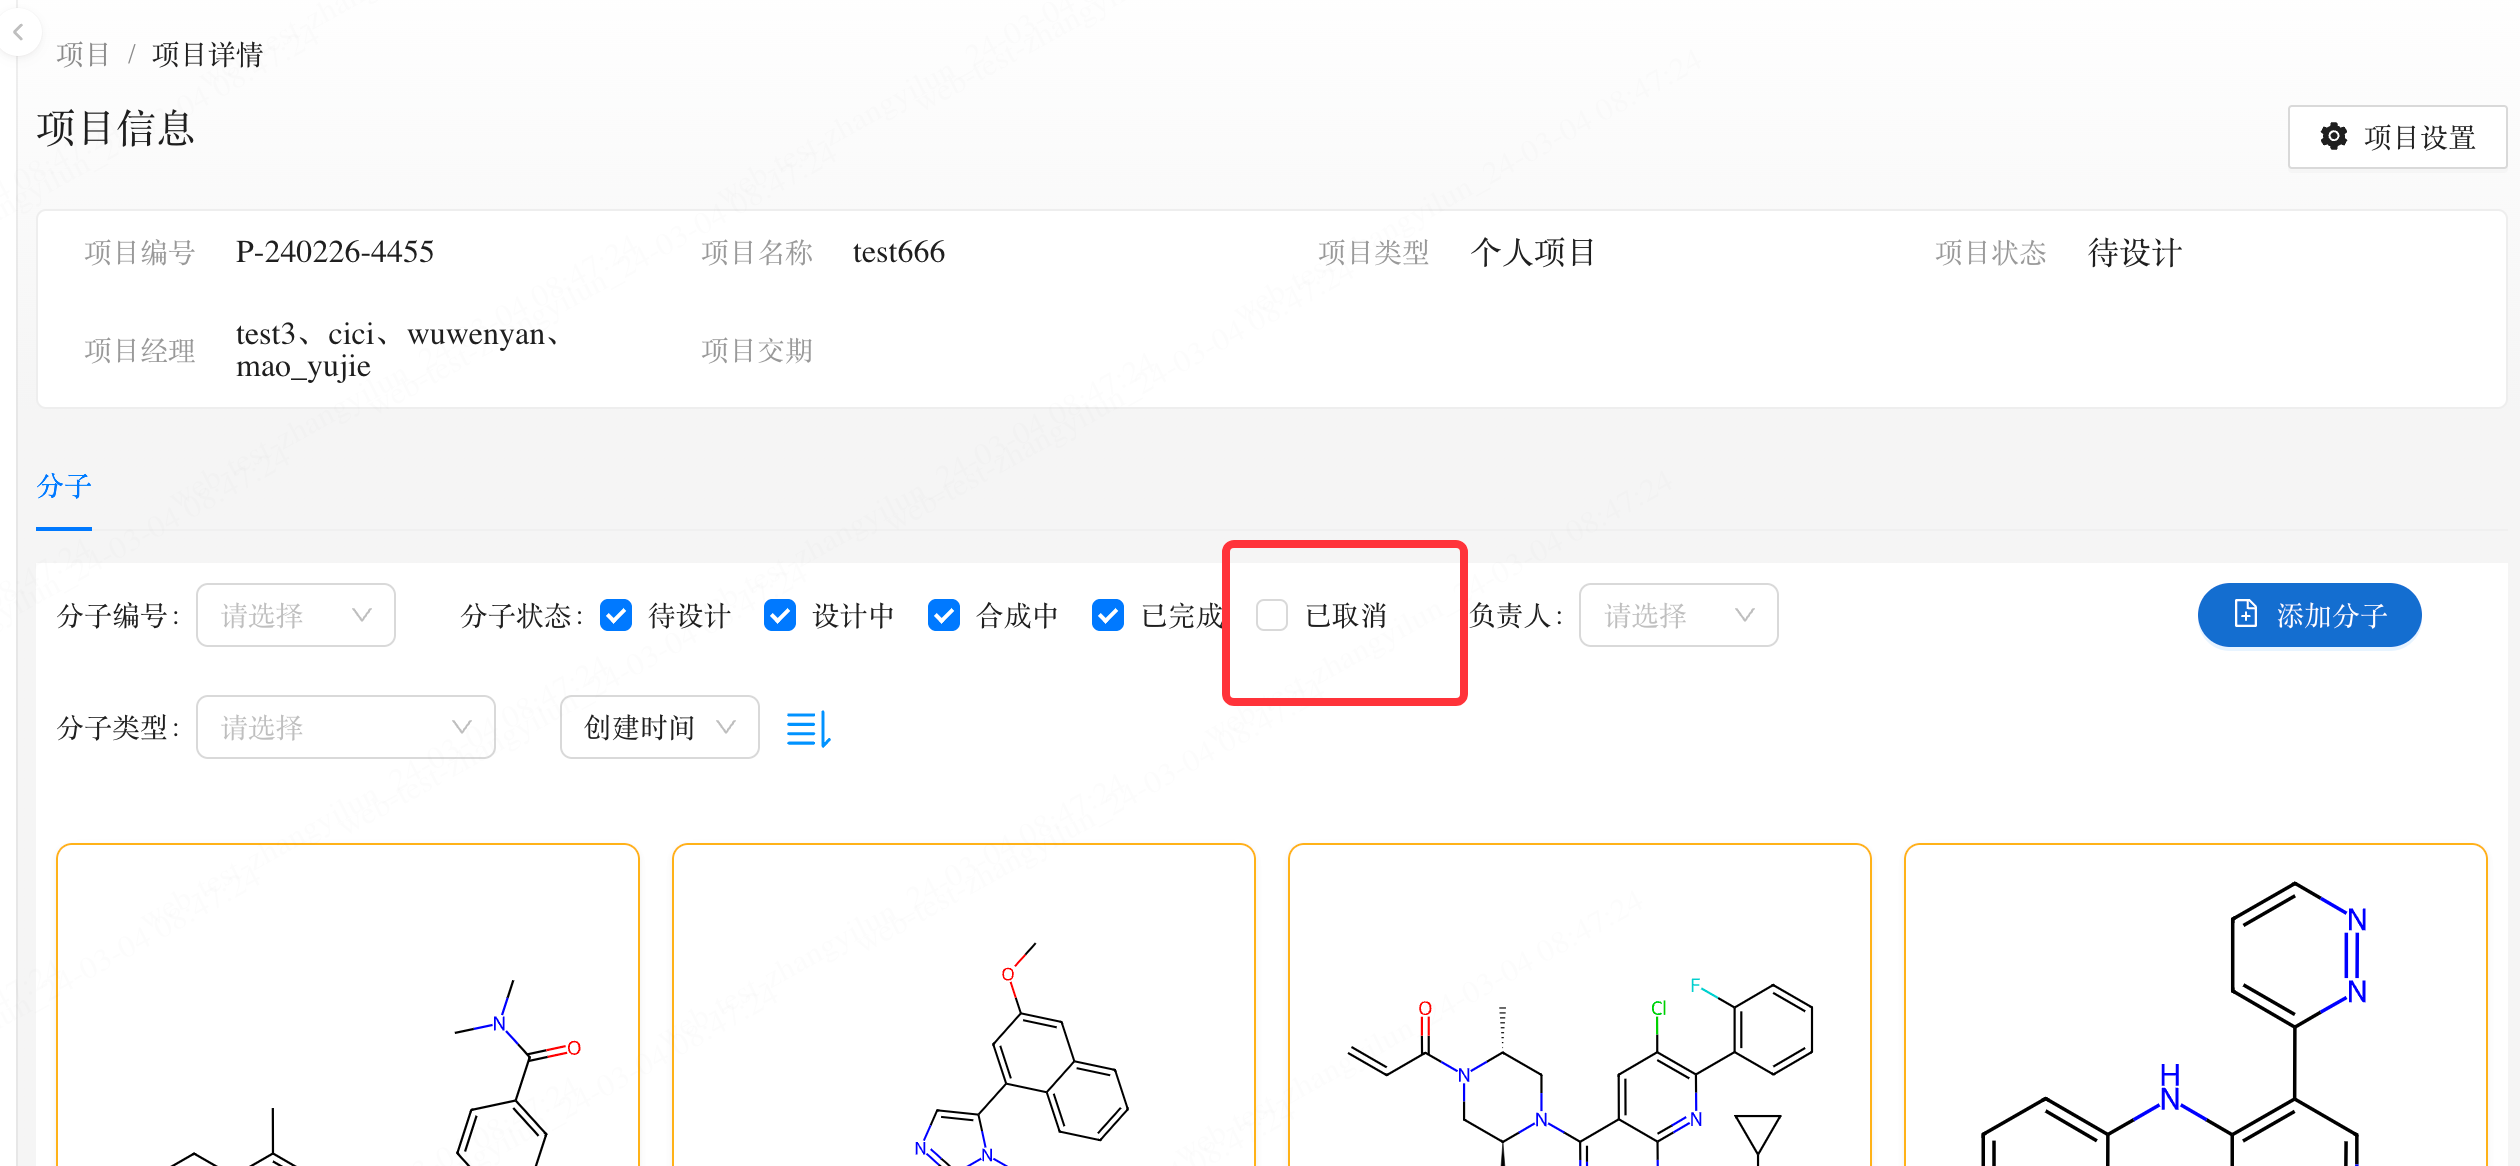 项目 / 项目详情
项目信息
项目设置
项目编号 P-240226-4455 项目名称 test666 项目类型 个人项目 项目状态 待设计
项目经理 test3、cici、wuwenyan、
mao_yujie
项目交期
分子
分子编号: 请选择 分子状态: 待设计 设计中 合成中 已完成 已取消 负责人: 请选择 添加分子
分子类型: 请选择 创建时间
N
O
O
N
N
O
N
N
Cl
F
N
N
N
H
N